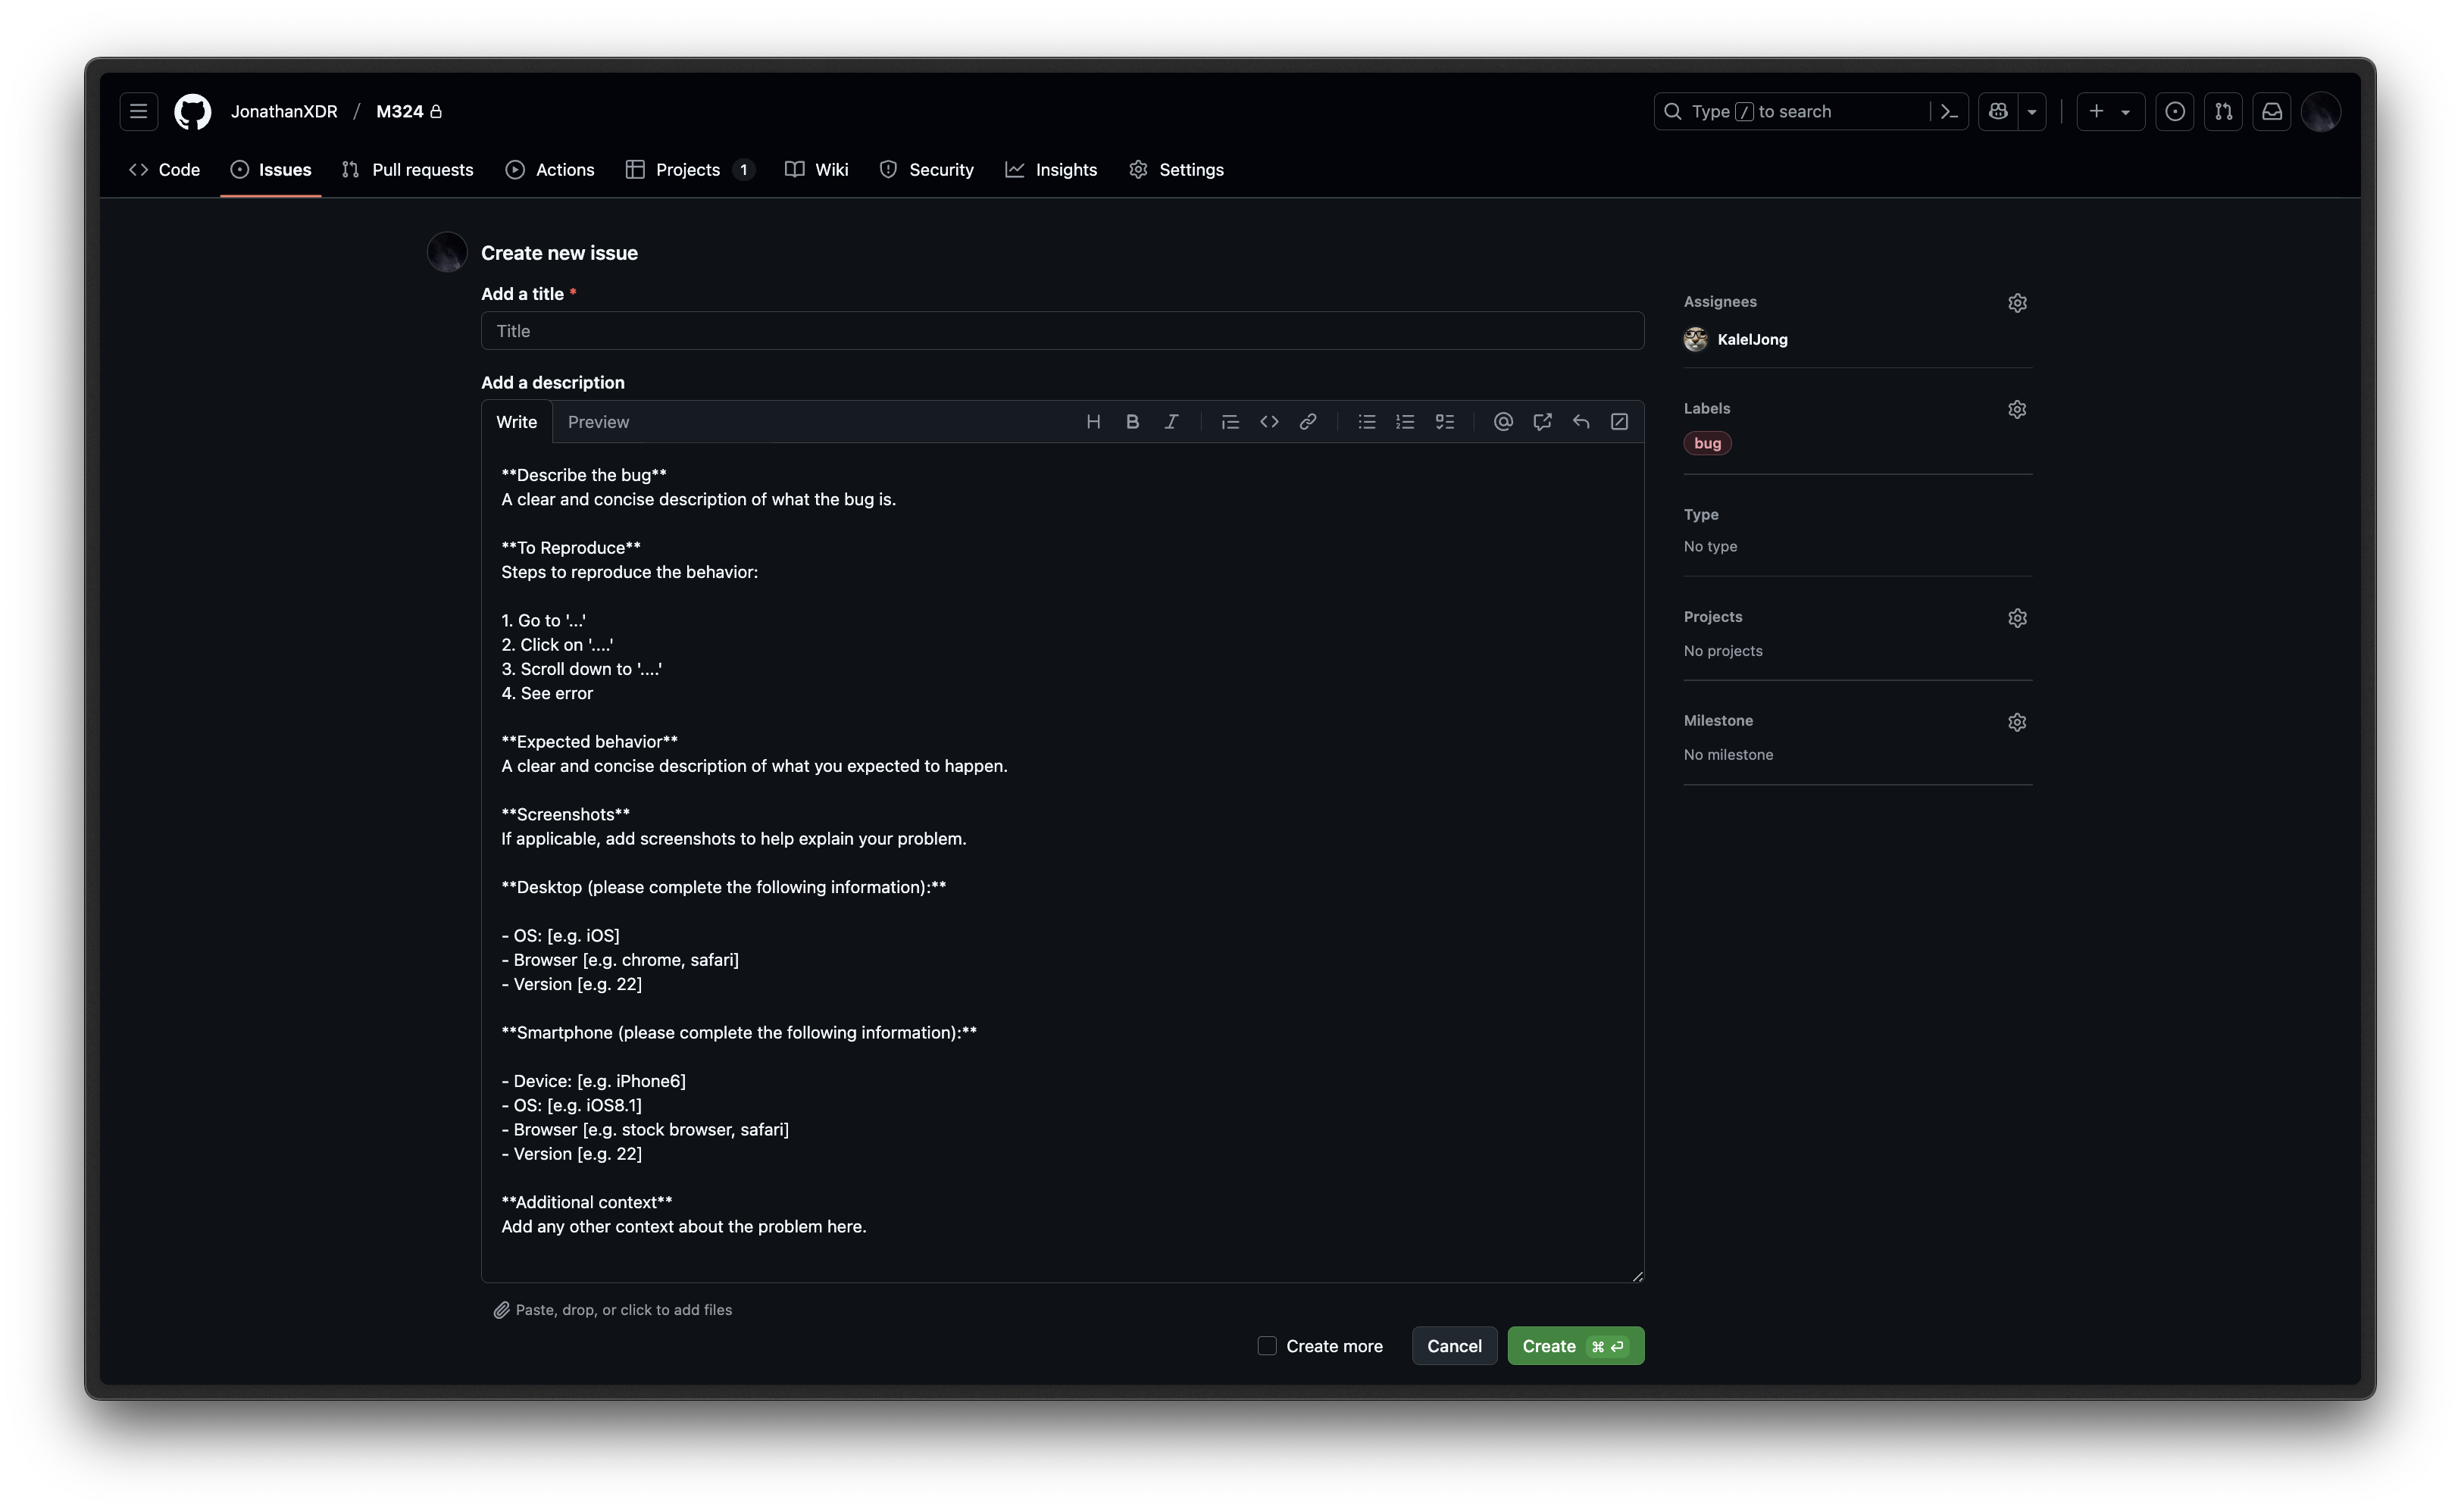 JonathanXDR / M324
Type / to search
Code
Issues
Pull requests
Actions
Projects 1
Wiki
Security
Insights
Settings
Create new issue
Add a title *
Title
Add a description
Write
Preview
**Describe the bug**
A clear and concise description of what the bug is.
**To Reproduce**
Steps to reproduce the behavior:
1. Go to '...'
2. Click on '....'
3. Scroll down to '....'
4. See error
**Expected behavior**
A clear and concise description of what you expected to happen.
**Screenshots**
If applicable, add screenshots to help explain your problem.
**Desktop (please complete the following information):**
- OS: [e.g. iOS]
- Browser [e.g. chrome, safari]
- Version [e.g. 22]
**Smartphone (please complete the following information):**
- Device: [e.g. iPhone6]
- OS: [e.g. iOS8.1]
- Browser [e.g. stock browser, safari]
- Version [e.g. 22]
**Additional context**
Add any other context about the problem here.
Paste, drop, or click to add files
Create more
Cancel
Create ⌘ ↵
Assignees
KalelJong
Labels
bug
Type
No type
Projects
No projects
Milestone
No milestone